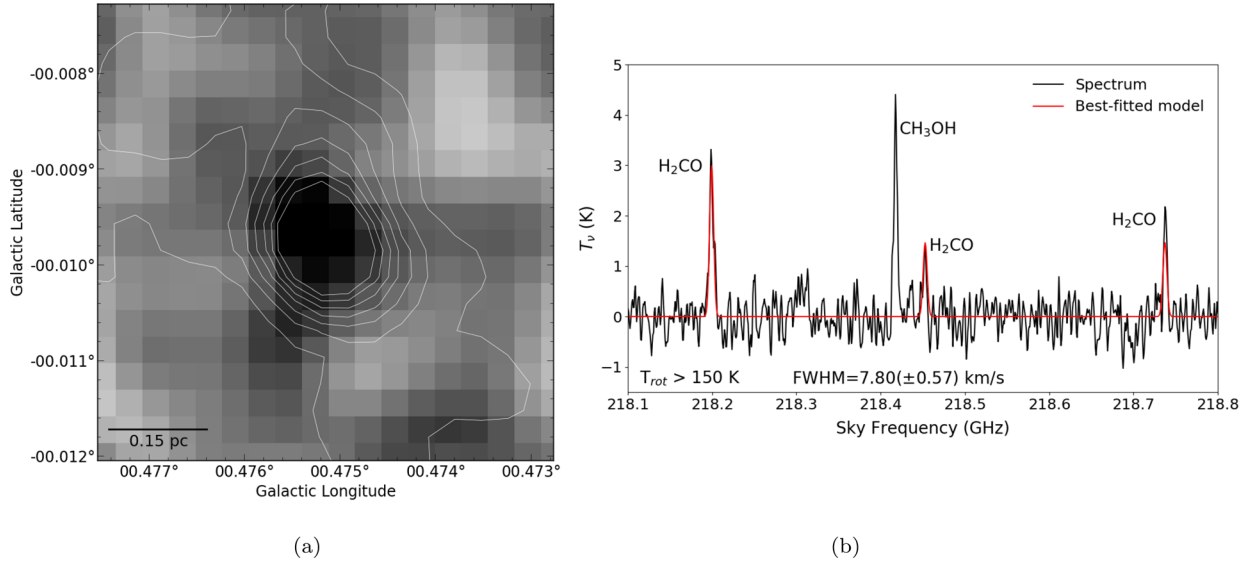 -00.008°
-00.009°
-00.010°
-00.011°
-00.012°
Galactic Latitude
0.15 pc
00.477° 00.476° 00.475° 00.474° 00.473°
Galactic Longitude
(a)
5
4
3
2
1
0
−1
T_ν (K)
Spectrum
Best-fitted model
CH₃OH
H₂CO
H₂CO
H₂CO
T_rot > 150 K FWHM=7.80(±0.57) km/s
218.1 218.2 218.3 218.4 218.5 218.6 218.7 218.8
Sky Frequency (GHz)
(b)